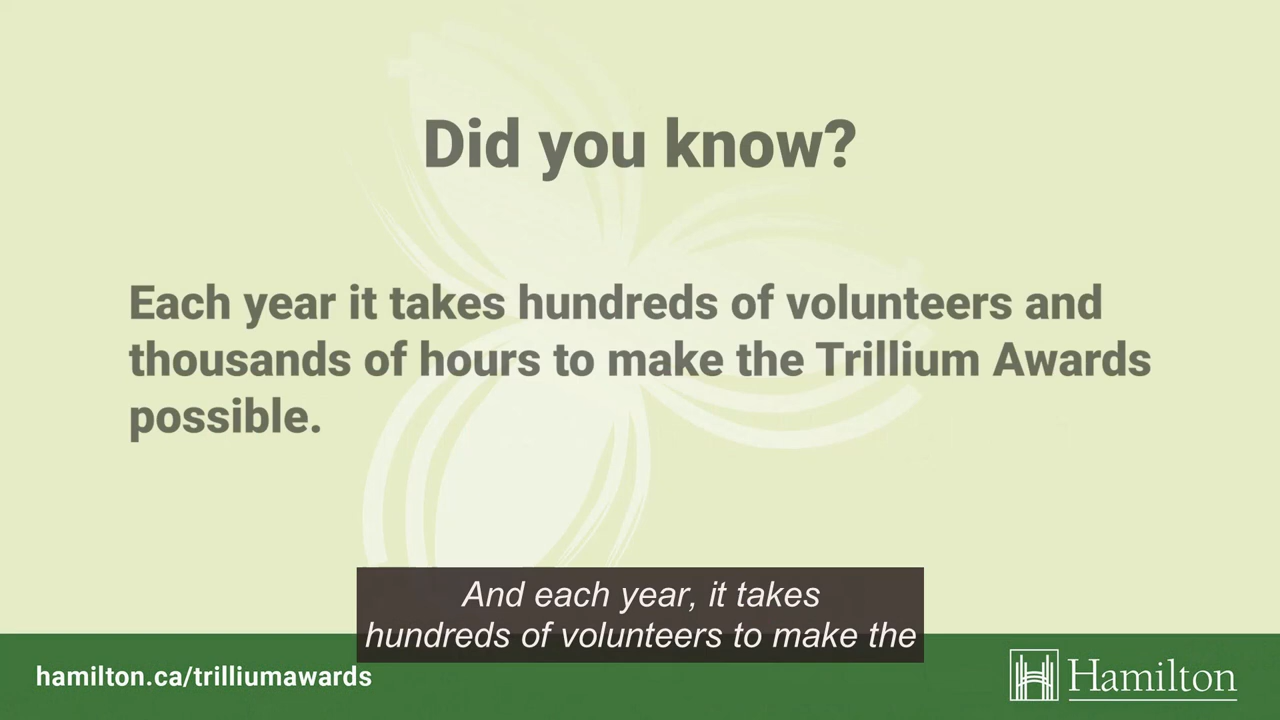 Did you know?
Each year it takes hundreds of volunteers and
thousands of hours to make the Trillium Awards
possible.
And each year, it takes
hundreds of volunteers to make the
hamilton.ca/trilliumawards
Hamilton